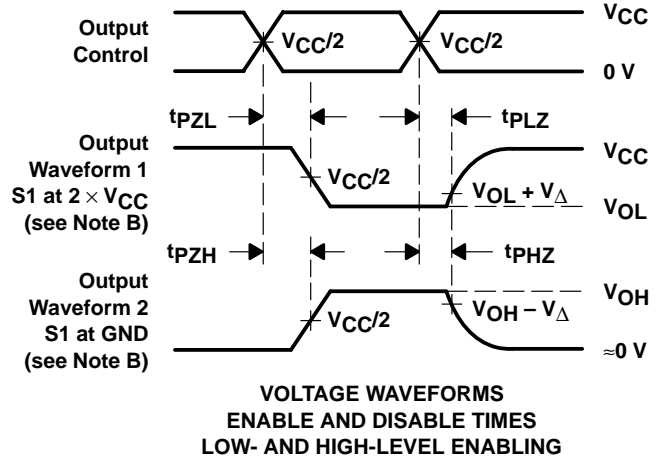 Output
Control
VCC/2
VCC/2
VCC
0 V
tPZL
tPLZ
Output
Waveform 1
S1 at 2 × VCC
(see Note B)
VCC/2
VCC
VOL + VΔ
VOL
tPZH
tPHZ
Output
Waveform 2
S1 at GND
(see Note B)
VCC/2
VOH
VOH − VΔ
≈0 V
VOLTAGE WAVEFORMS
ENABLE AND DISABLE TIMES
LOW- AND HIGH-LEVEL ENABLING